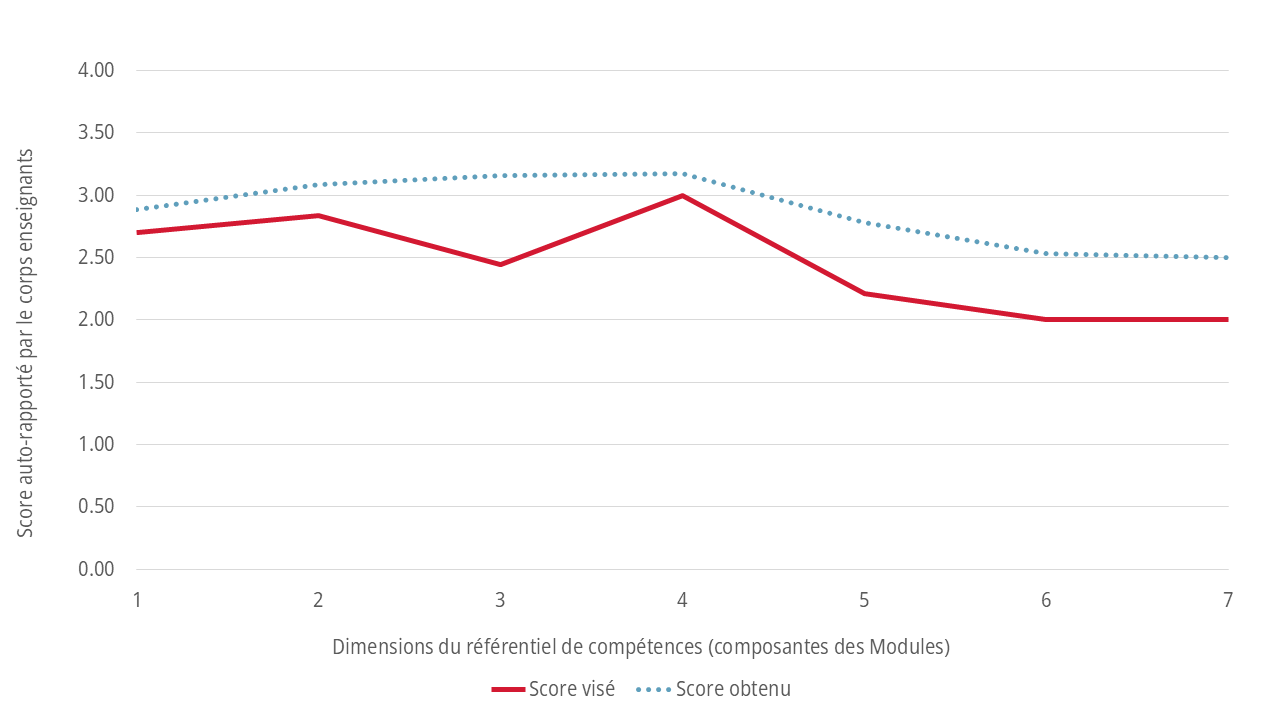 4.00
3.50
3.00
2.50
2.00
1.50
1.00
0.50
0.00
Score auto-rapporté par le corps enseignants
1 2 3 4 5 6 7
Dimensions du référentiel de compétences (composantes des Modules)
Score visé Score obtenu